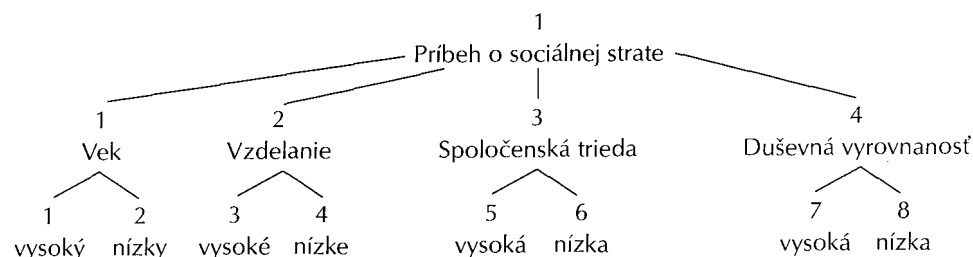 1
Príbeh o sociálnej strate
1 2 3 4
Vek Vzdelanie Spoločenská trieda Duševná vyrovnanosť
1 2 3 4 5 6 7 8
vysoký nízky vysoké nízke vysoká nízka vysoká nízka